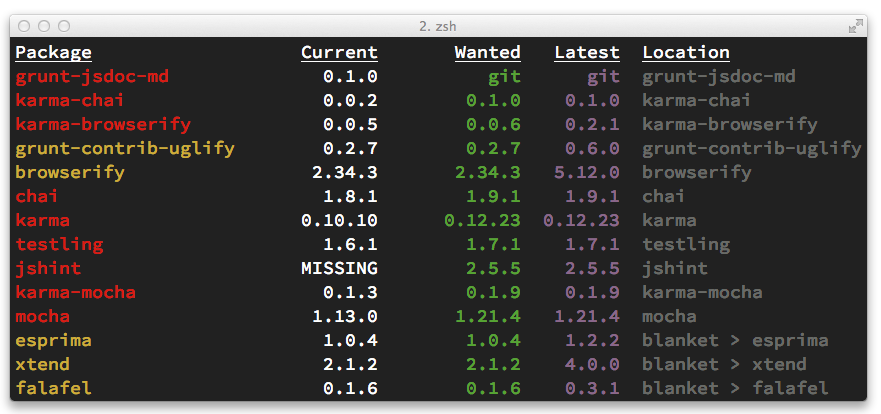 2. zsh
Package Current Wanted Latest Location
grunt-jsdoc-md 0.1.0 git git grunt-jsdoc-md
karma-chai 0.0.2 0.1.0 0.1.0 karma-chai
karma-browserify 0.0.5 0.0.6 0.2.1 karma-browserify
grunt-contrib-uglify 0.2.7 0.2.7 0.6.0 grunt-contrib-uglify
browserify 2.34.3 2.34.3 5.12.0 browserify
chai 1.8.1 1.9.1 1.9.1 chai
karma 0.10.10 0.12.23 0.12.23 karma
testling 1.6.1 1.7.1 1.7.1 testling
jshint MISSING 2.5.5 2.5.5 jshint
karma-mocha 0.1.3 0.1.9 0.1.9 karma-mocha
mocha 1.13.0 1.21.4 1.21.4 mocha
esprima 1.0.4 1.0.4 1.2.2 blanket > esprima
xtend 2.1.2 2.1.2 4.0.0 blanket > xtend
falafel 0.1.6 0.1.6 0.3.1 blanket > falafel